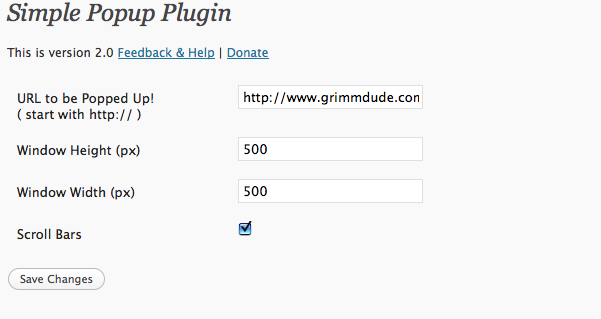 Simple Popup Plugin
This is version 2.0 Feedback & Help | Donate
URL to be Popped Up!
( start with http:// )
http://www.grimmdude.com
Window Height (px)
500
Window Width (px)
500
Scroll Bars
Save Changes